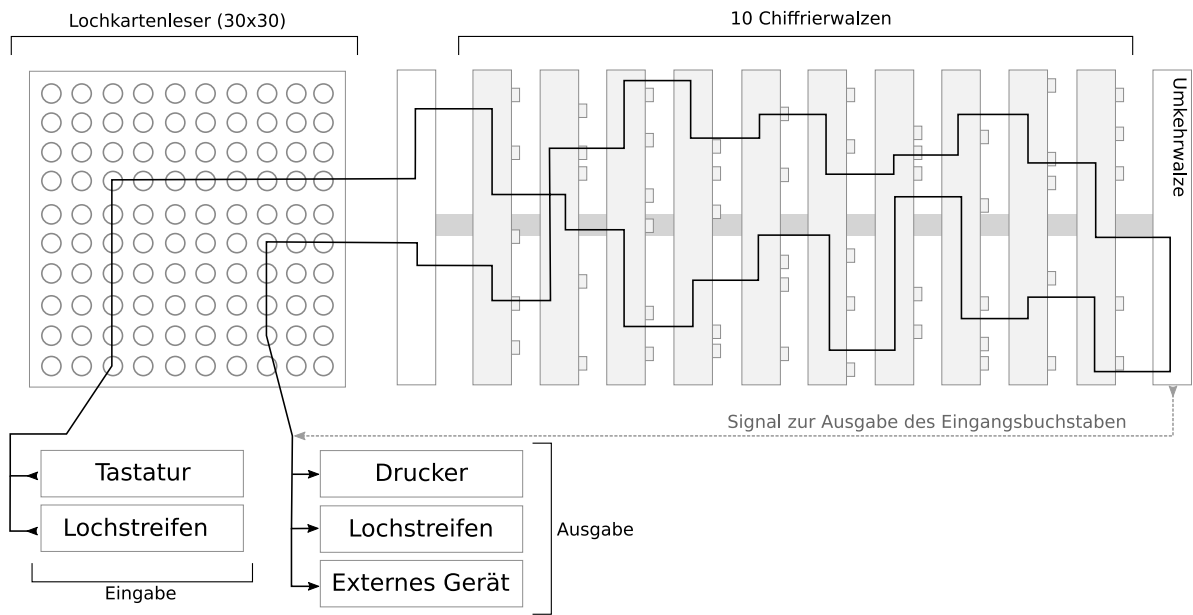 Lochkartenleser (30x30)
10 Chiffrierwalzen
Umkehrwalze
Signal zur Ausgabe des Eingangsbuchstaben
Tastatur
Lochstreifen
Eingabe
Drucker
Lochstreifen
Externes Gerät
Ausgabe